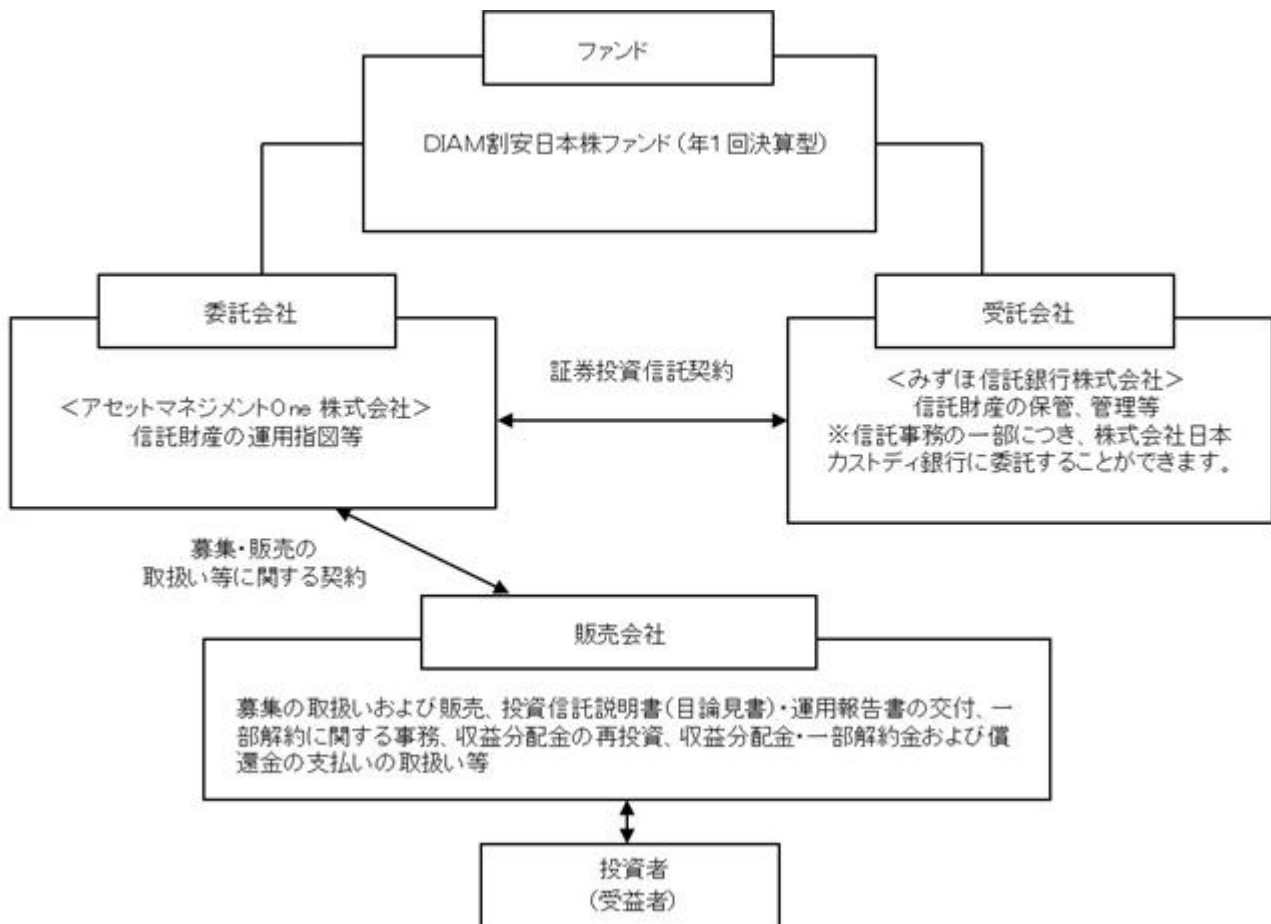 ファンド
DIAM割安日本株ファンド(年1回決算型)
委託会社
受託会社
<アセットマネジメントOne 株式会社>
信託財産の運用指図等
証券投資信託契約
<みずほ信託銀行株式会社>
信託財産の保管、管理等
※信託事務の一部につき、株式会社日本
カストディ銀行に委託することができます。
募集・販売の
取扱い等に関する契約
販売会社
募集の取扱いおよび販売、投資信託説明書(目論見書)・運用報告書の交付、一
部解約に関する事務、収益分配金の再投資、収益分配金・一部解約金および償
還金の支払いの取扱い等
投資者
(受益者)